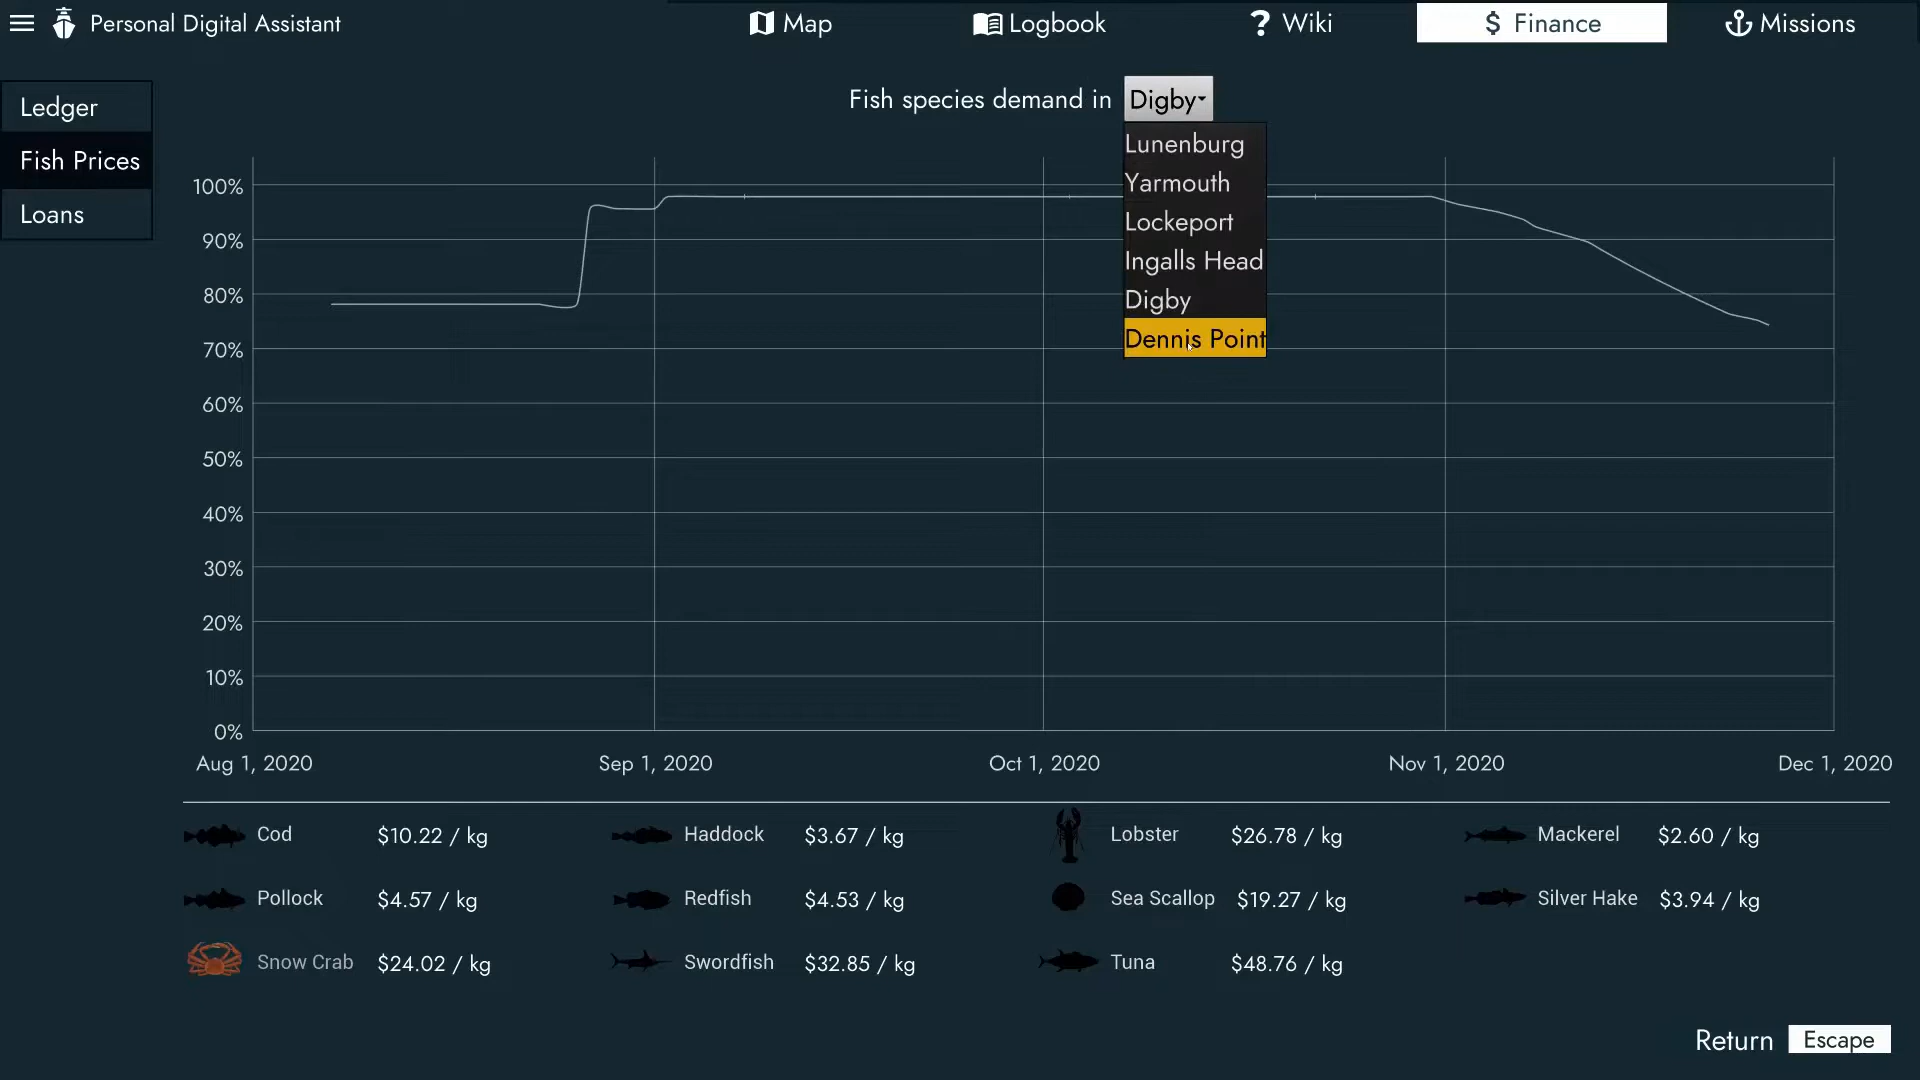 Personal Digital Assistant
Map
Logbook
? Wiki
$ Finance
Missions
Ledger
Fish Prices
Loans
Fish species demand in Digby
Lunenburg
Yarmouth
Lockeport
Ingalls Head
Digby
Dennis Point
100%
90%
80%
70%
60%
50%
40%
30%
20%
10%
0%
Aug 1, 2020
Sep 1, 2020
Oct 1, 2020
Nov 1, 2020
Dec 1, 2020
Cod $10.22 / kg
Haddock $3.67 / kg
Lobster $26.78 / kg
Mackerel $2.60 / kg
Pollock $4.57 / kg
Redfish $4.53 / kg
Sea Scallop $19.27 / kg
Silver Hake $3.94 / kg
Snow Crab $24.02 / kg
Swordfish $32.85 / kg
Tuna $48.76 / kg
Return Escape